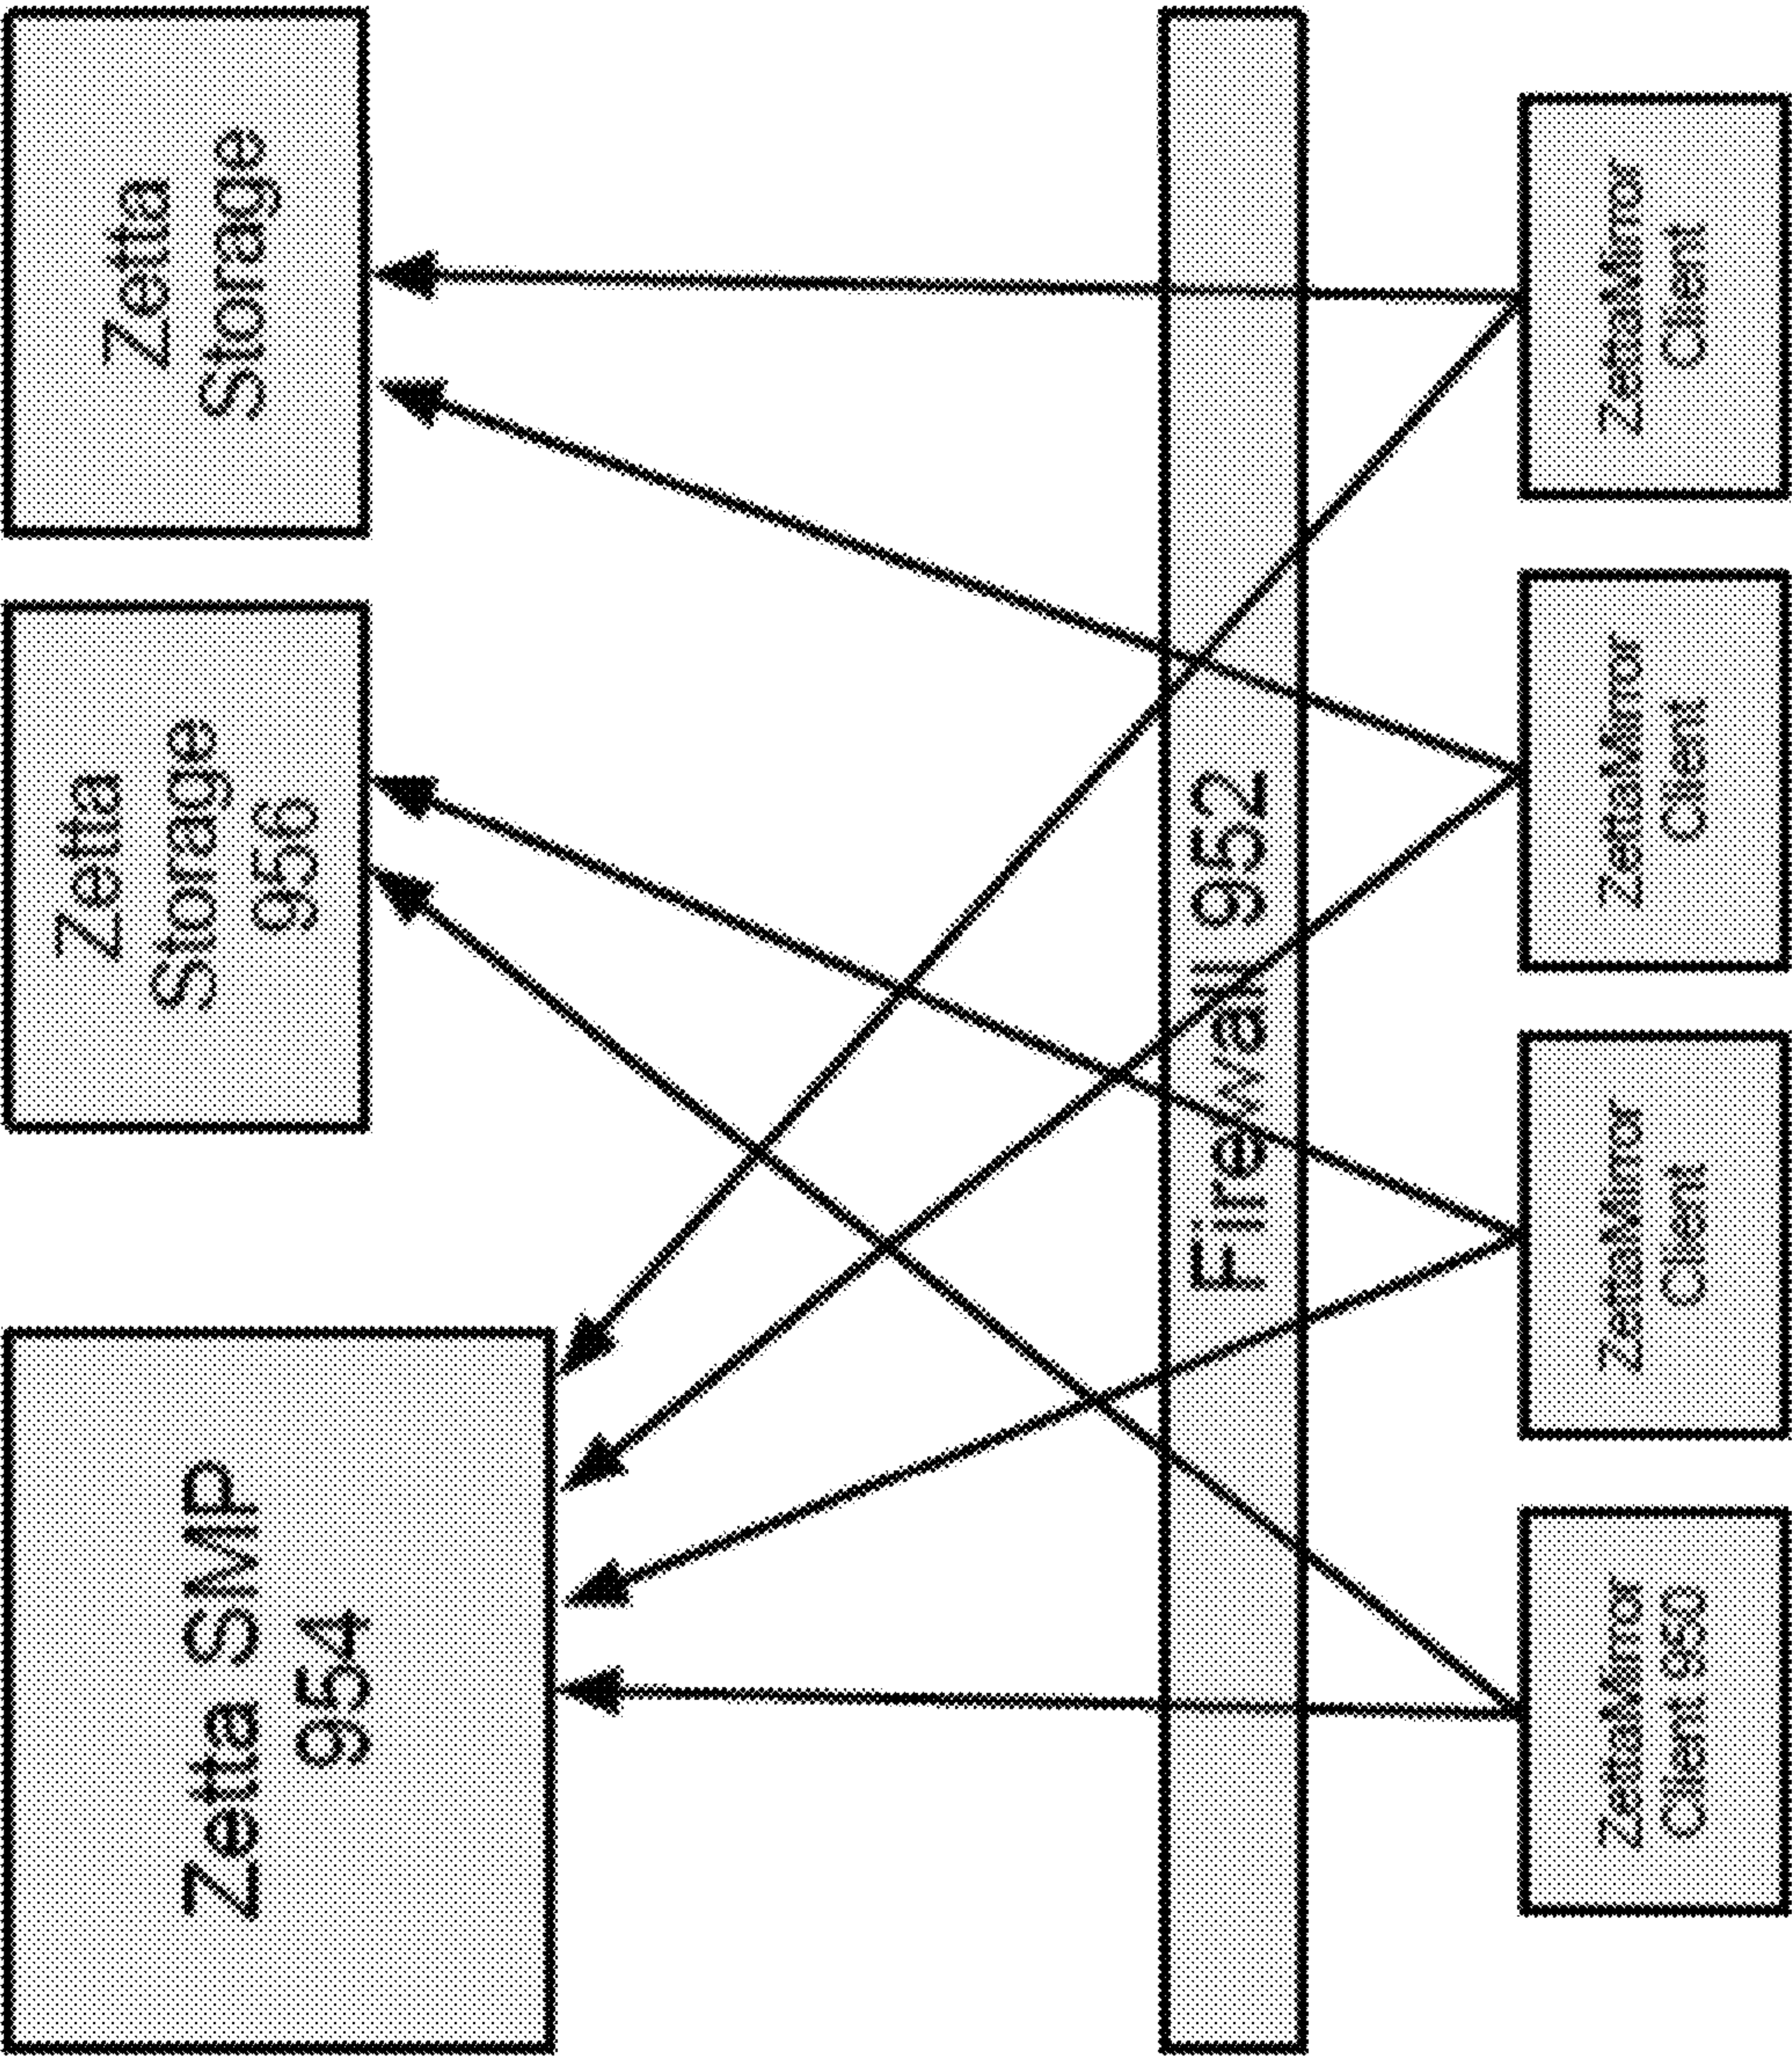 Zetta SMP
954
Zetta
Storage
956
Zetta
Storage
Firewall 952
ZettaMirror
Client 950
ZettaMirror
Client
ZettaMirror
Client
ZettaMirror
Client